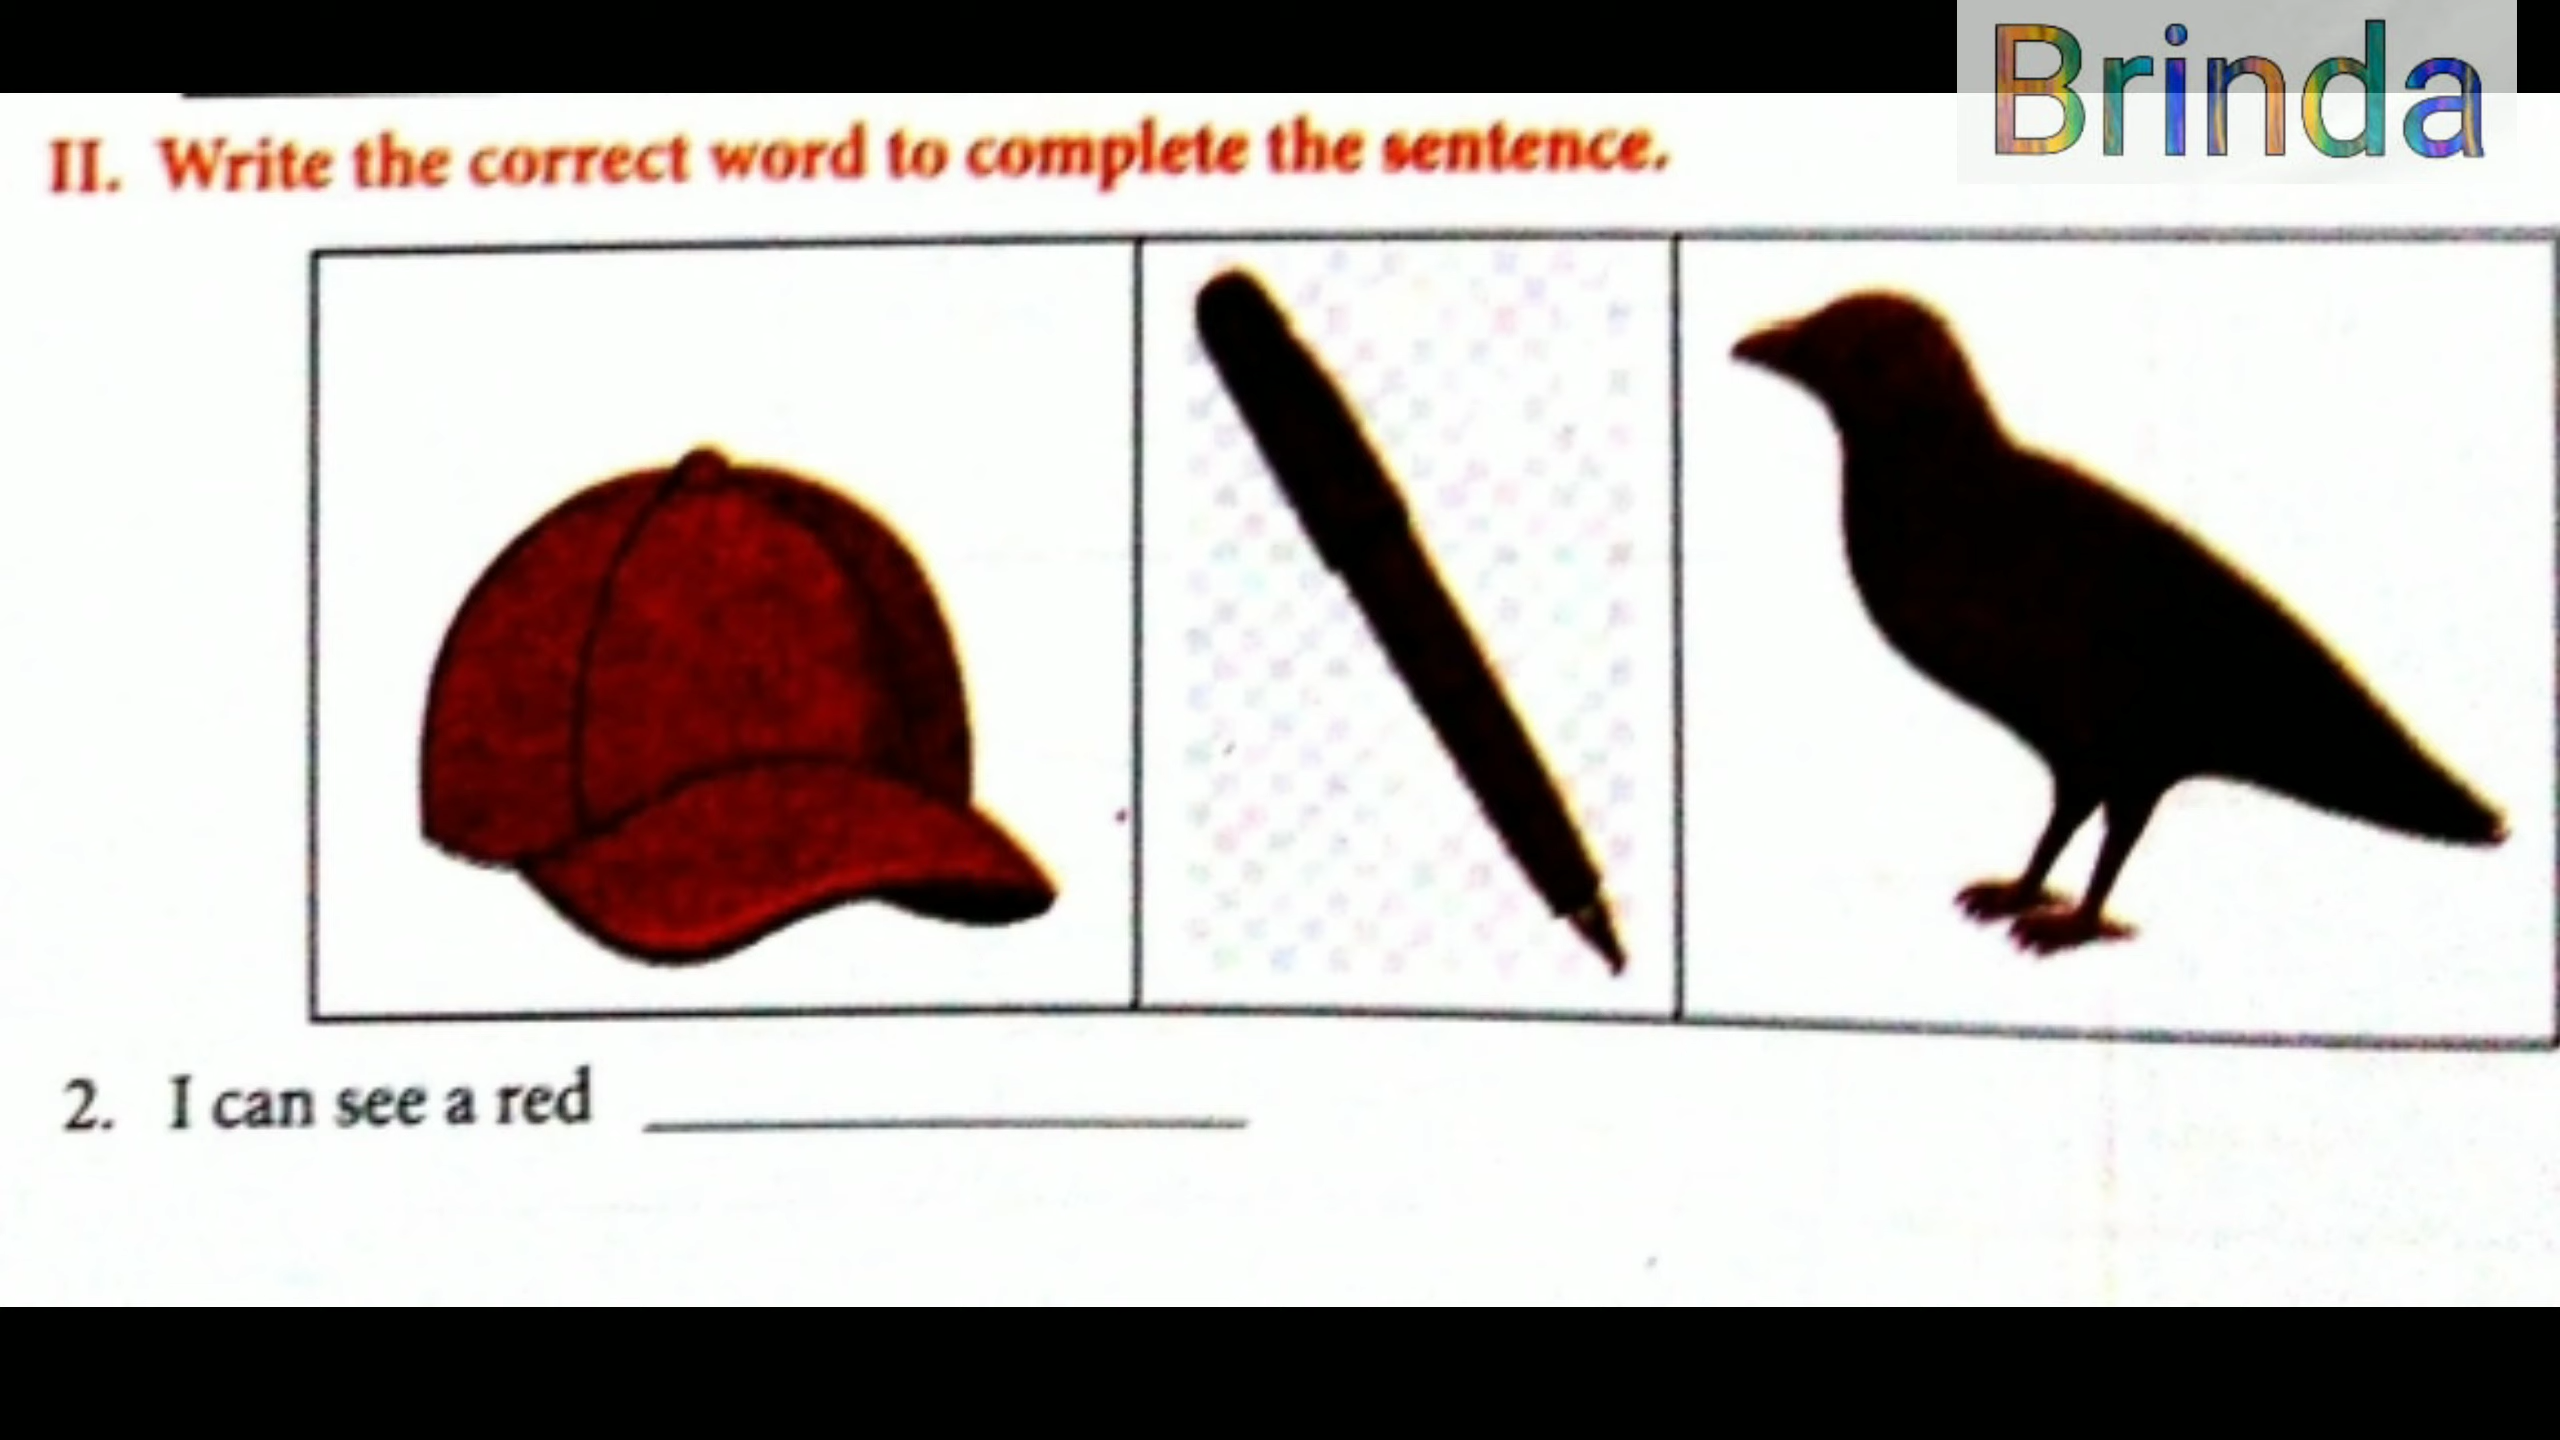 Brinda
II. Write the correct word to complete the sentence.
2. I can see a red